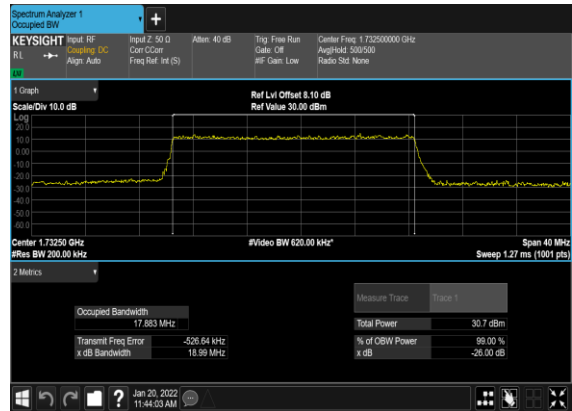 Spectrum Analyzer 1
Occupied BW
+
KEYSIGHT Input: RF Input Z: 50 Ω Atten: 40 dB Trig: Free Run Center Freq: 1.732500000 GHz
RL Coupling: DC Corr CCorr Gate: Off Avg|Hold: 500/500
Align: Auto Freq Ref: Int (S) #IF Gain: Low Radio Std: None
1 Graph
Ref Lvl Offset 8.10 dB
Scale/Div 10.0 dB Ref Value 30.00 dBm
Log
20.0
10.0
0.00
-10.0
-20.0
-30.0
-40.0
-50.0
-60.0
Center 1.73250 GHz #Video BW 620.00 kHz* Span 40 MHz
#Res BW 200.00 kHz Sweep 1.27 ms (1001 pts)
2 Metrics
Measure Trace Trace 1
Occupied Bandwidth
17.883 MHz Total Power 30.7 dBm
Transmit Freq Error -526.64 kHz % of OBW Power 99.00 %
x dB Bandwidth 18.99 MHz x dB -26.00 dB
? Jan 20, 2022
11:44:03 AM